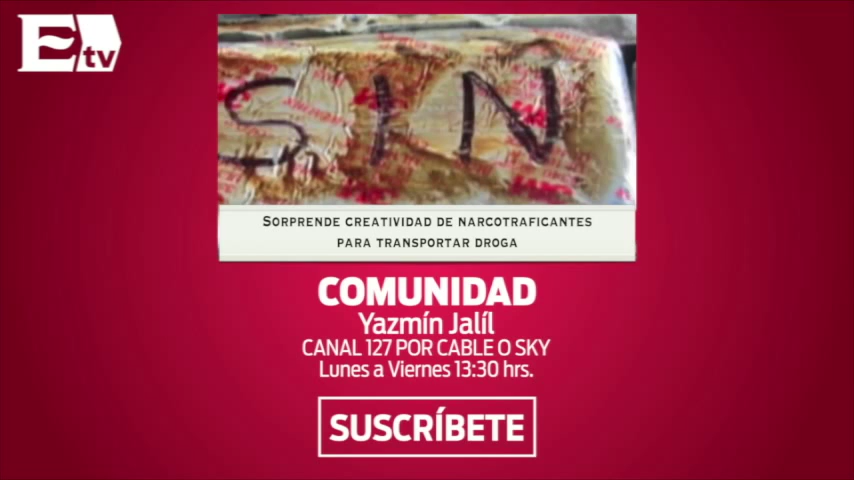 Etv
SIN
SORPRENDE CREATIVIDAD DE NARCOTRAFICANTES
PARA TRANSPORTAR DROGA
COMUNIDAD
Yazmín Jalíl
CANAL 127 POR CABLE O SKY
Lunes a Viernes 13:30 hrs.
SUSCRÍBETE